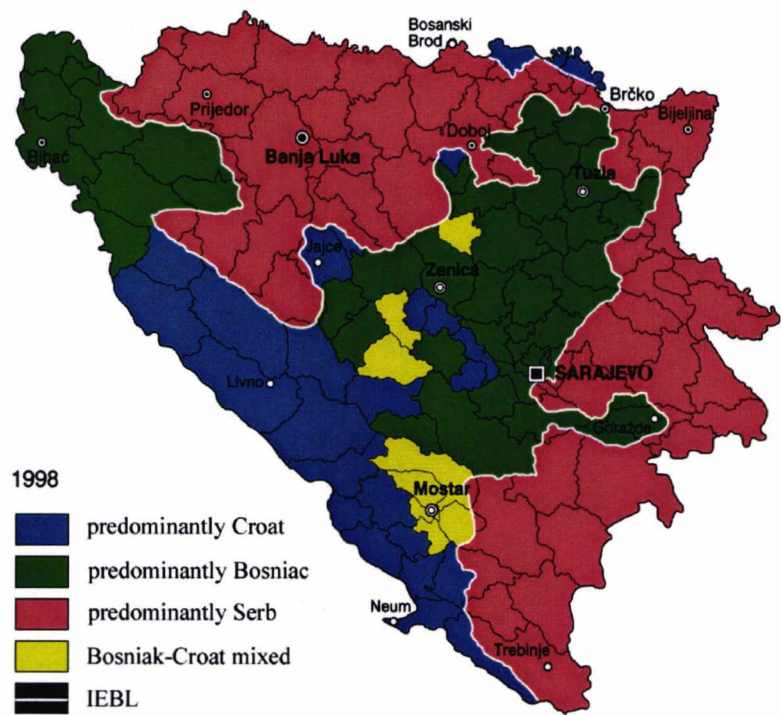 Bosanski
Brod
Brčko
Bijeljina
Prijedor
Doboj
Banja Luka
Bihać
Tuzla
Jajce
Zenica
SARAJEVO
Livno
Goražde
Mostar
Neum
Trebinje
1998
predominantly Croat
predominantly Bosniac
predominantly Serb
Bosniak-Croat mixed
IEBL